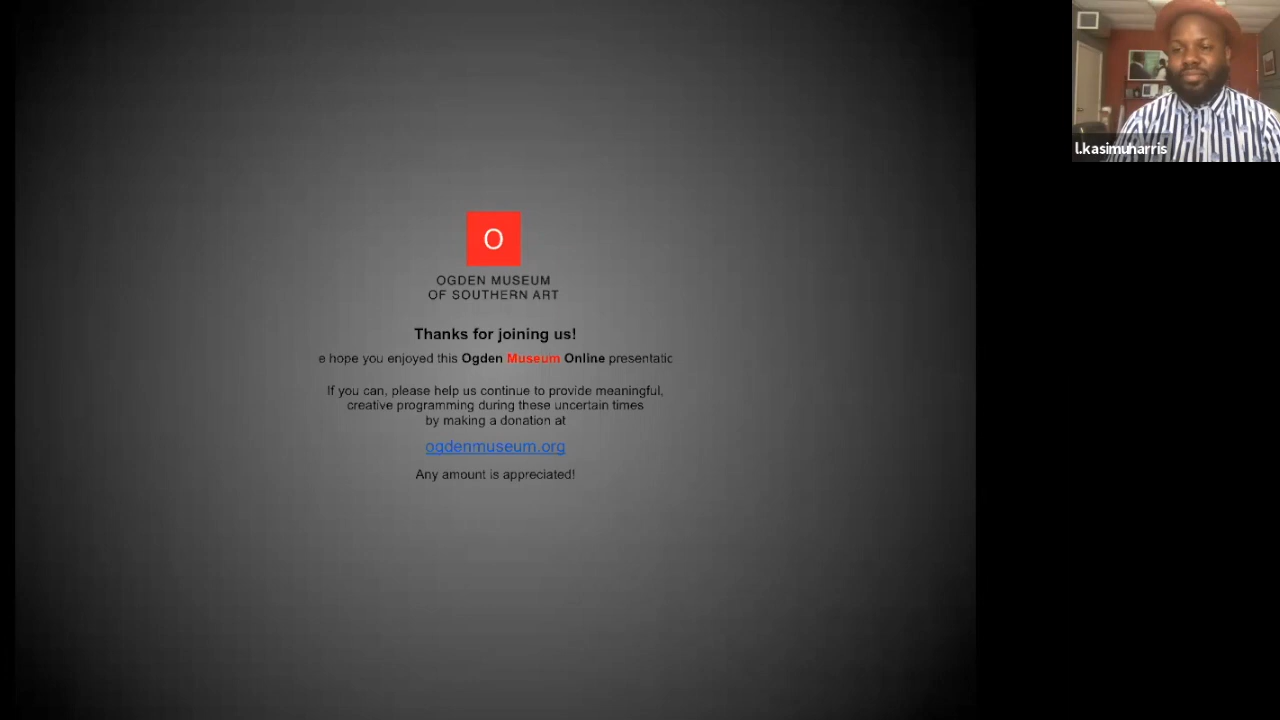 O
OGDEN MUSEUM
OF SOUTHERN ART
Thanks for joining us!
e hope you enjoyed this Ogden Museum Online presentatic
If you can, please help us continue to provide meaningful,
creative programming during these uncertain times
by making a donation at
ogdenmuseum.org
Any amount is appreciated!
l.kasimuharris